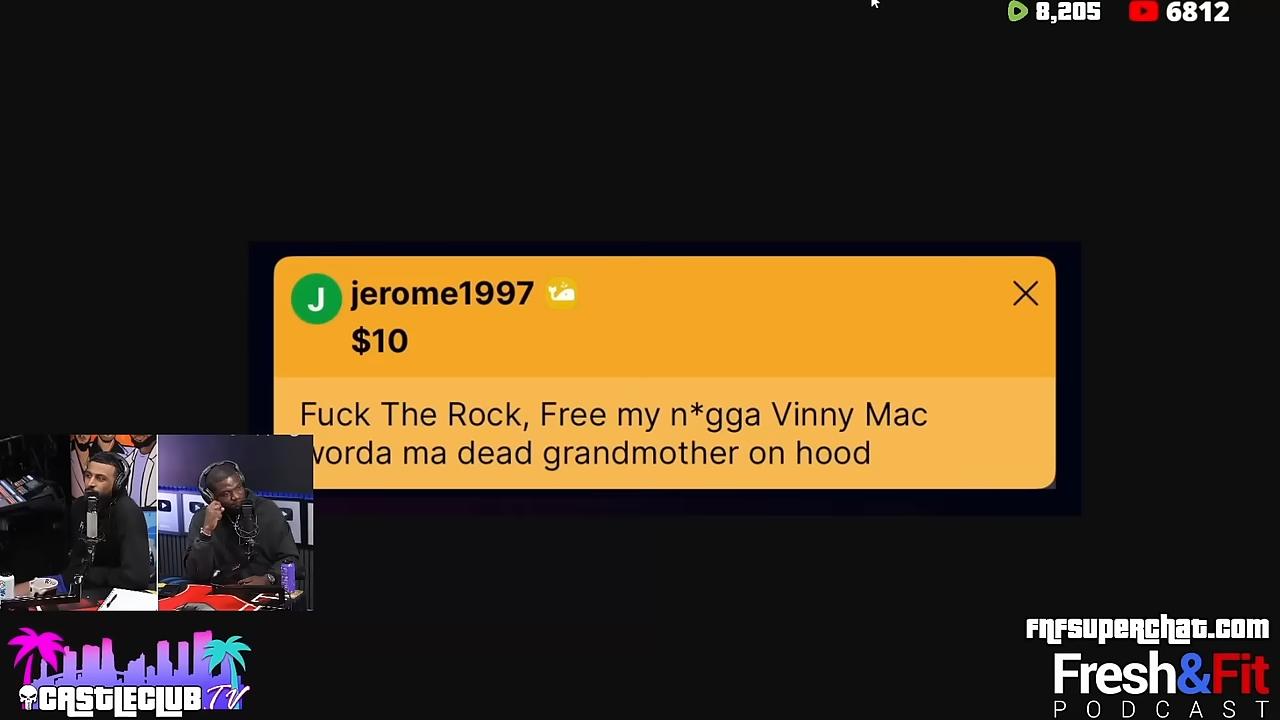 8,205
6812
jerome1997
$10
Fuck The Rock, Free my n*gga Vinny Mac
worda ma dead grandmother on hood
J
fnfsuperchat.com
Fresh&Fit
PODCAST
CASTLECLUB TV